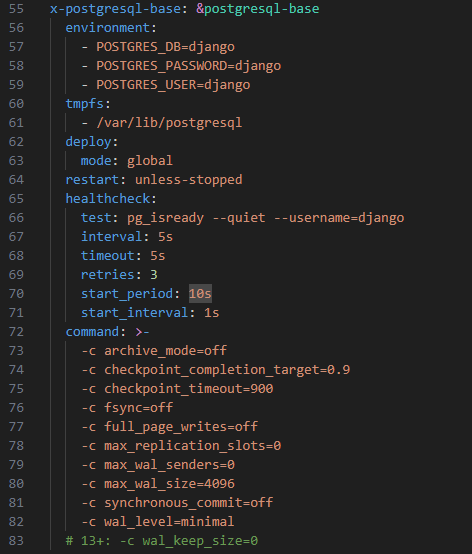 55 x-postgresql-base: &postgresql-base
56   environment:
57     - POSTGRES_DB=django
58     - POSTGRES_PASSWORD=django
59     - POSTGRES_USER=django
60   tmpfs:
61     - /var/lib/postgresql
62   deploy:
63     mode: global
64   restart: unless-stopped
65   healthcheck:
66     test: pg_isready --quiet --username=django
67     interval: 5s
68     timeout: 5s
69     retries: 3
70     start_period: 10s
71     start_interval: 1s
72   command: >-
73     -c archive_mode=off
74     -c checkpoint_completion_target=0.9
75     -c checkpoint_timeout=900
76     -c fsync=off
77     -c full_page_writes=off
78     -c max_replication_slots=0
79     -c max_wal_senders=0
80     -c max_wal_size=4096
81     -c synchronous_commit=off
82     -c wal_level=minimal
83   # 13+: -c wal_keep_size=0